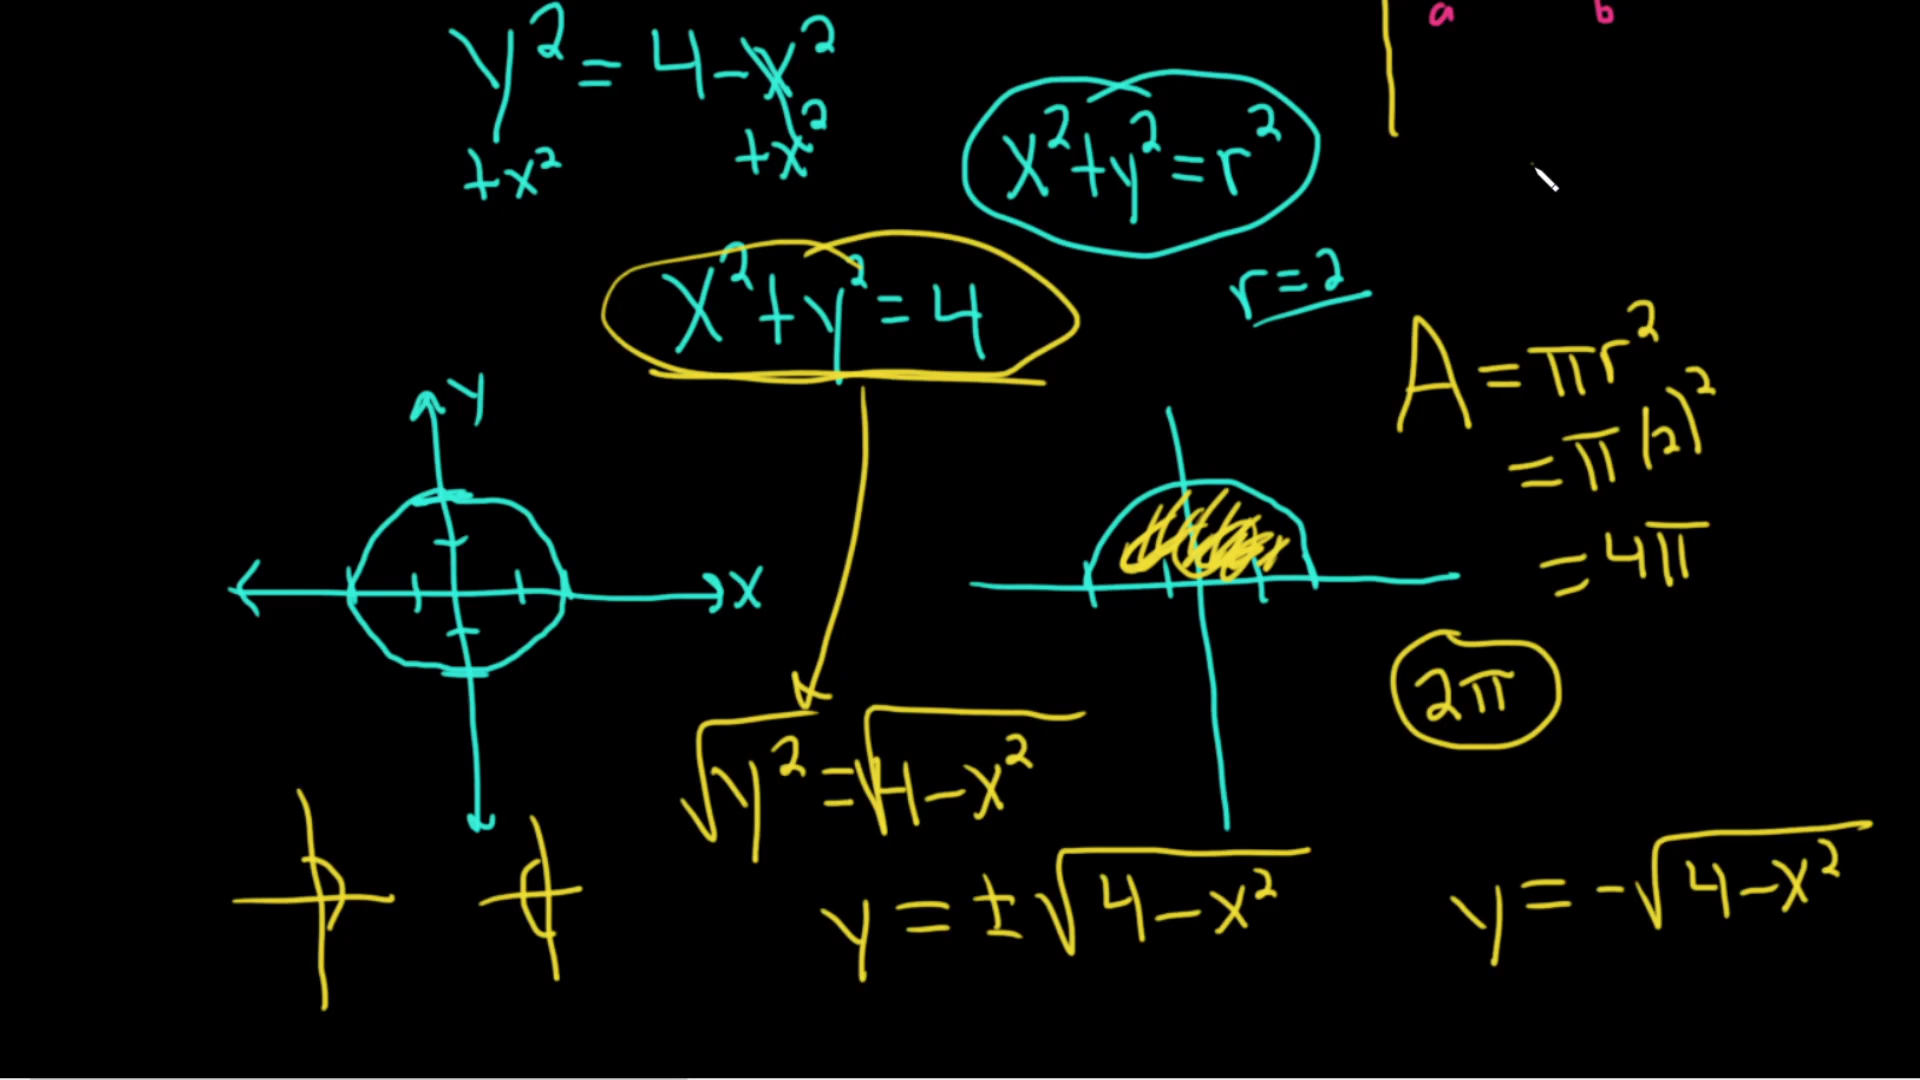 a b
y² = 4 - x²
+x² +x²
x² + y² = r²
x² + y² = 4
r = 2
A = πr²
= π(2)²
= 4π
y
x
2π
√y² = √4 - x²
y = ±√4 - x²
y = -√4 - x²